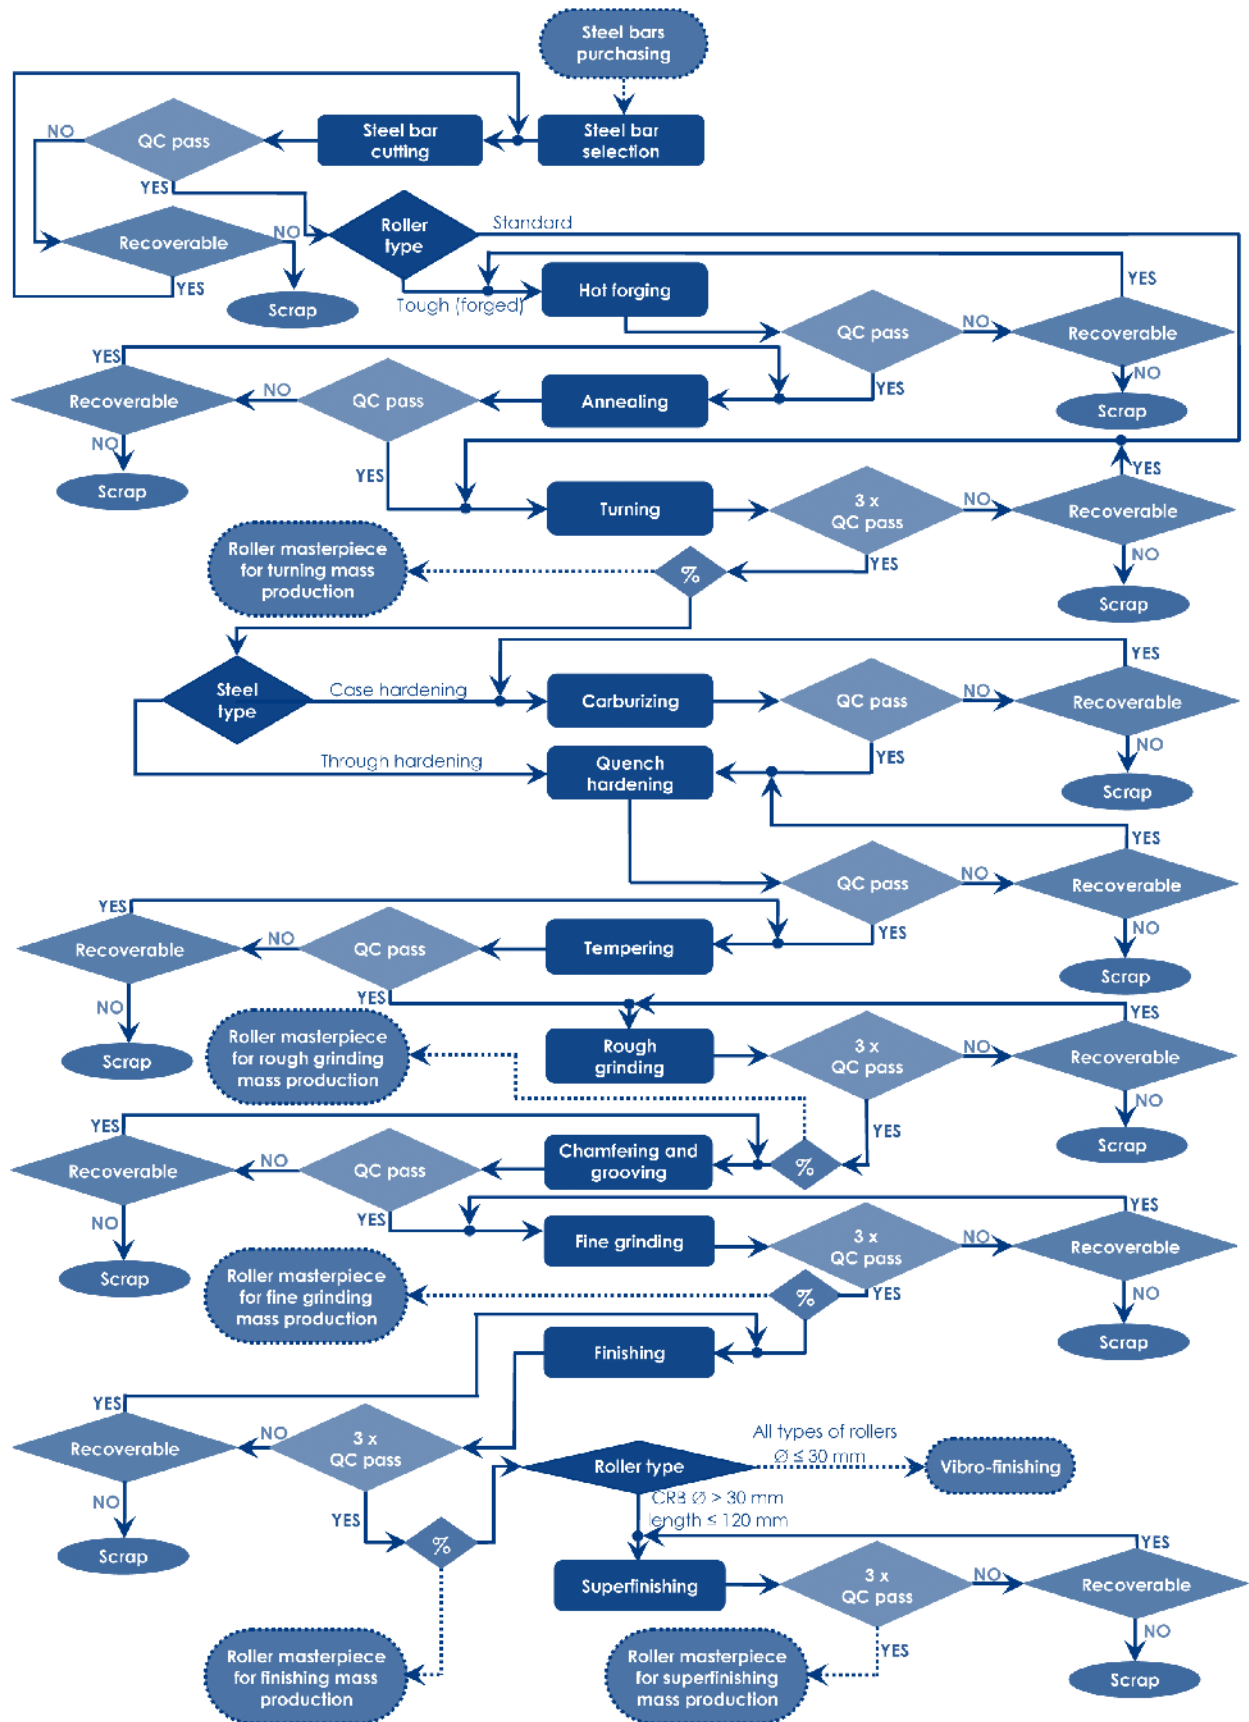 Steel bars
purchasing
NO
QC pass
Steel bar
cutting
Steel bar
selection
YES
Recoverable
NO
Roller
type
Standard
YES
Scrap
Tough (forged)
Hot forging
YES
QC pass
NO
Recoverable
YES
Recoverable
NO
QC pass
Annealing
YES
NO
Scrap
NO
Scrap
YES
Turning
3 x
QC pass
NO
YES
Recoverable
Roller masterpiece
for turning mass
production
%
YES
NO
Scrap
Steel
type
Case hardening
Carburizing
QC pass
NO
YES
Recoverable
Through hardening
Quench
hardening
YES
NO
Scrap
QC pass
NO
YES
Recoverable
YES
Recoverable
NO
QC pass
Tempering
YES
NO
Scrap
NO
Scrap
YES
Roller masterpiece
for rough grinding
mass production
Rough
grinding
3 x
QC pass
NO
YES
Recoverable
NO
Scrap
YES
YES
Recoverable
NO
QC pass
Chamfering and
grooving
%
NO
Scrap
YES
Fine grinding
3 x
QC pass
NO
YES
Recoverable
Roller masterpiece
for fine grinding
mass production
%
YES
NO
Scrap
Finishing
YES
Recoverable
NO
3 x
QC pass
Roller type
All types of rollers
Ø ≤ 30 mm
Vibro-finishing
NO
Scrap
YES
%
CRB Ø > 30 mm
length ≤ 120 mm
Superfinishing
3 x
QC pass
NO
YES
Recoverable
Roller masterpiece
for finishing mass
production
Roller masterpiece
for superfinishing
mass production
YES
NO
Scrap